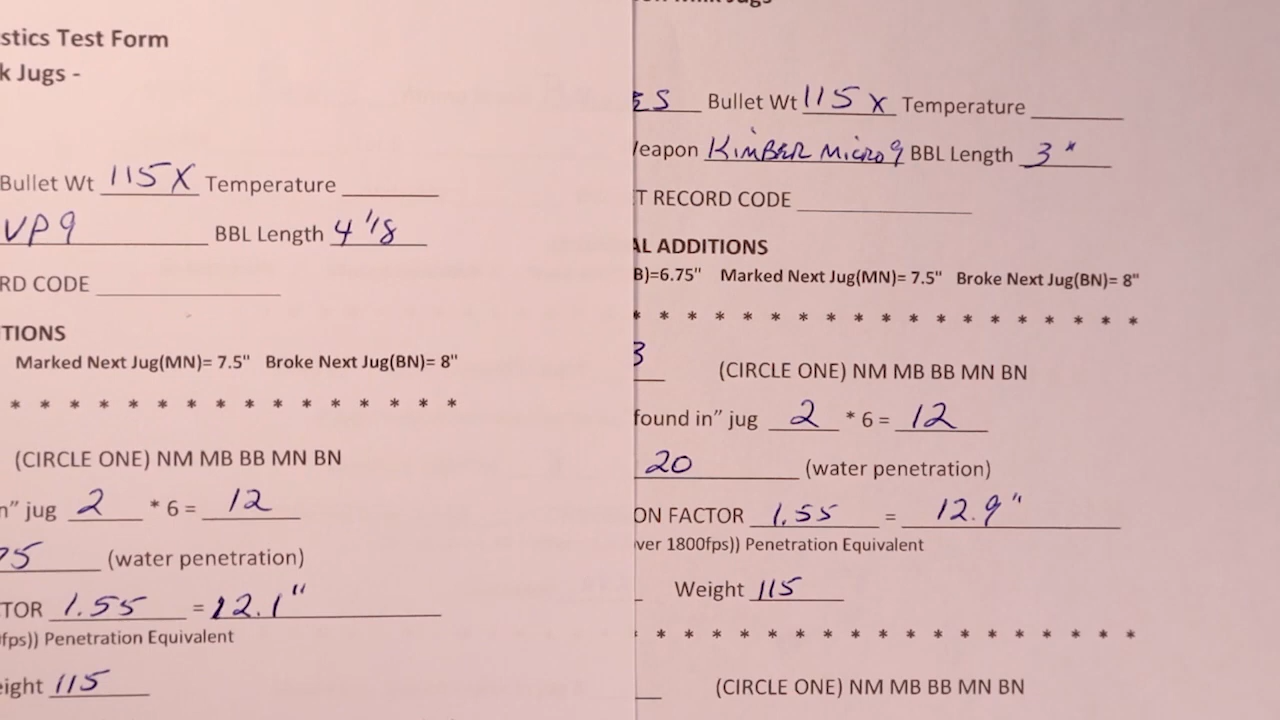 stics Test Form
k Jugs -
Bullet Wt 115 X Temperature
VP9 BBL Length 4 1/8
RD CODE
TIONS
Marked Next Jug(MN)= 7.5" Broke Next Jug(BN)= 8"
* * * * * * * * * * * * * * * *
(CIRCLE ONE) NM MB BB MN BN
n” jug 2 * 6 = 12
75 (water penetration)
TOR 1.55 = 12.1"
fps)) Penetration Equivalent
eight 115
Jugs
ES Bullet Wt 115 X Temperature
Weapon KimBER Micro 9 BBL Length 3"
T RECORD CODE
AL ADDITIONS
B)=6.75" Marked Next Jug(MN)= 7.5" Broke Next Jug(BN)= 8"
* * * * * * * * * * * * * * * * * * *
3 (CIRCLE ONE) NM MB BB MN BN
found in” jug 2 * 6 = 12
20 (water penetration)
ON FACTOR 1.55 = 12.9"
ver 1800fps)) Penetration Equivalent
Weight 115
* * * * * * * * * * * * * * * * * * *
(CIRCLE ONE) NM MB BB MN BN